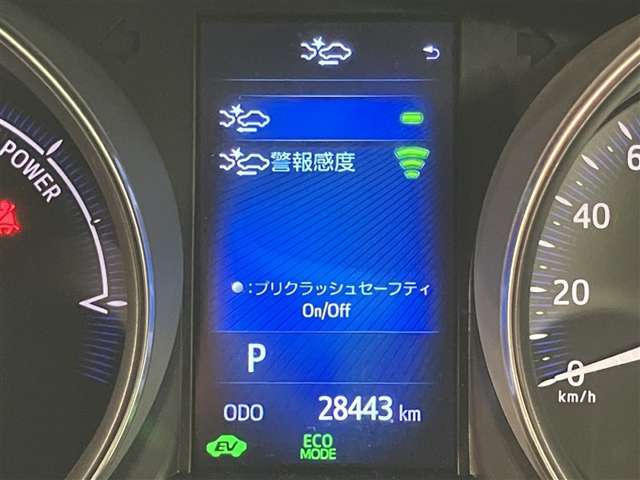 警報感度
:プリクラッシュセーフティ
On/Off
P
ODO 28443 km
EV
ECO
MODE
POWER
6
40
20
0
km/h